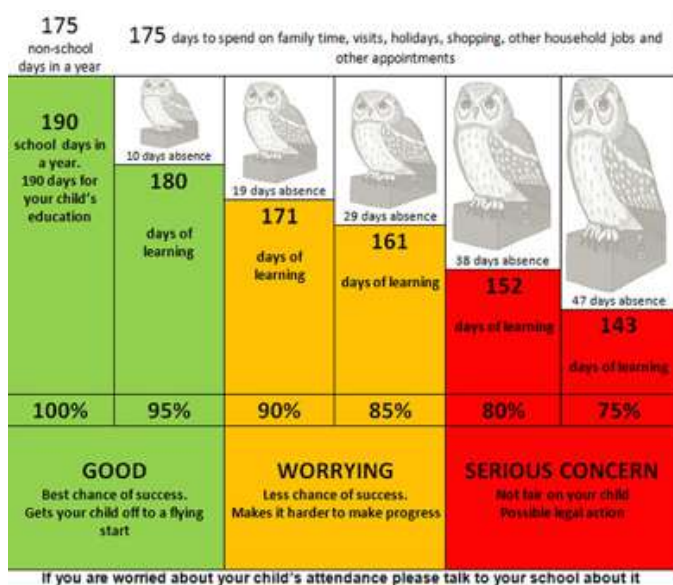 175
non-school
days in a year
175 days to spend on family time, visits, holidays, shopping, other household jobs and
other appointments
190
school days in
a year.
190 days for
your child's
education
10 days absence
180
days of
learning
19 days absence
171
days of
learning
29 days absence
161
days of learning
38 days absence
152
days of learning
47 days absence
143
days of learning
100%
95%
90%
85%
80%
75%
GOOD
Best chance of success.
Gets your child off to a flying
start
WORRYING
Less chance of success.
Makes it harder to make progress
SERIOUS CONCERN
Not fair on your child
Possible legal action
If you are worried about your child's attendance please talk to your school about it